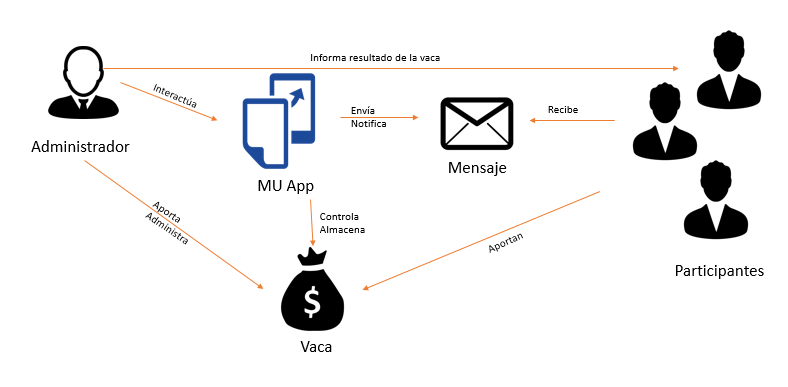 Informa resultado de la vaca
Interactúa
Envía
Notifica
Recibe
Administrador
Mensaje
MU App
Aporta
Administra
Controla
Almacena
Aportan
Participantes
Vaca